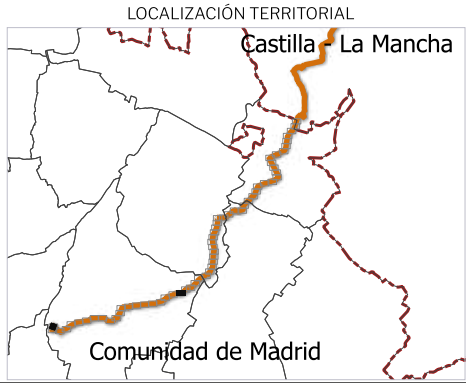 LOCALIZACIÓN TERRITORIAL
Castilla - La Mancha
Comunidad de Madrid